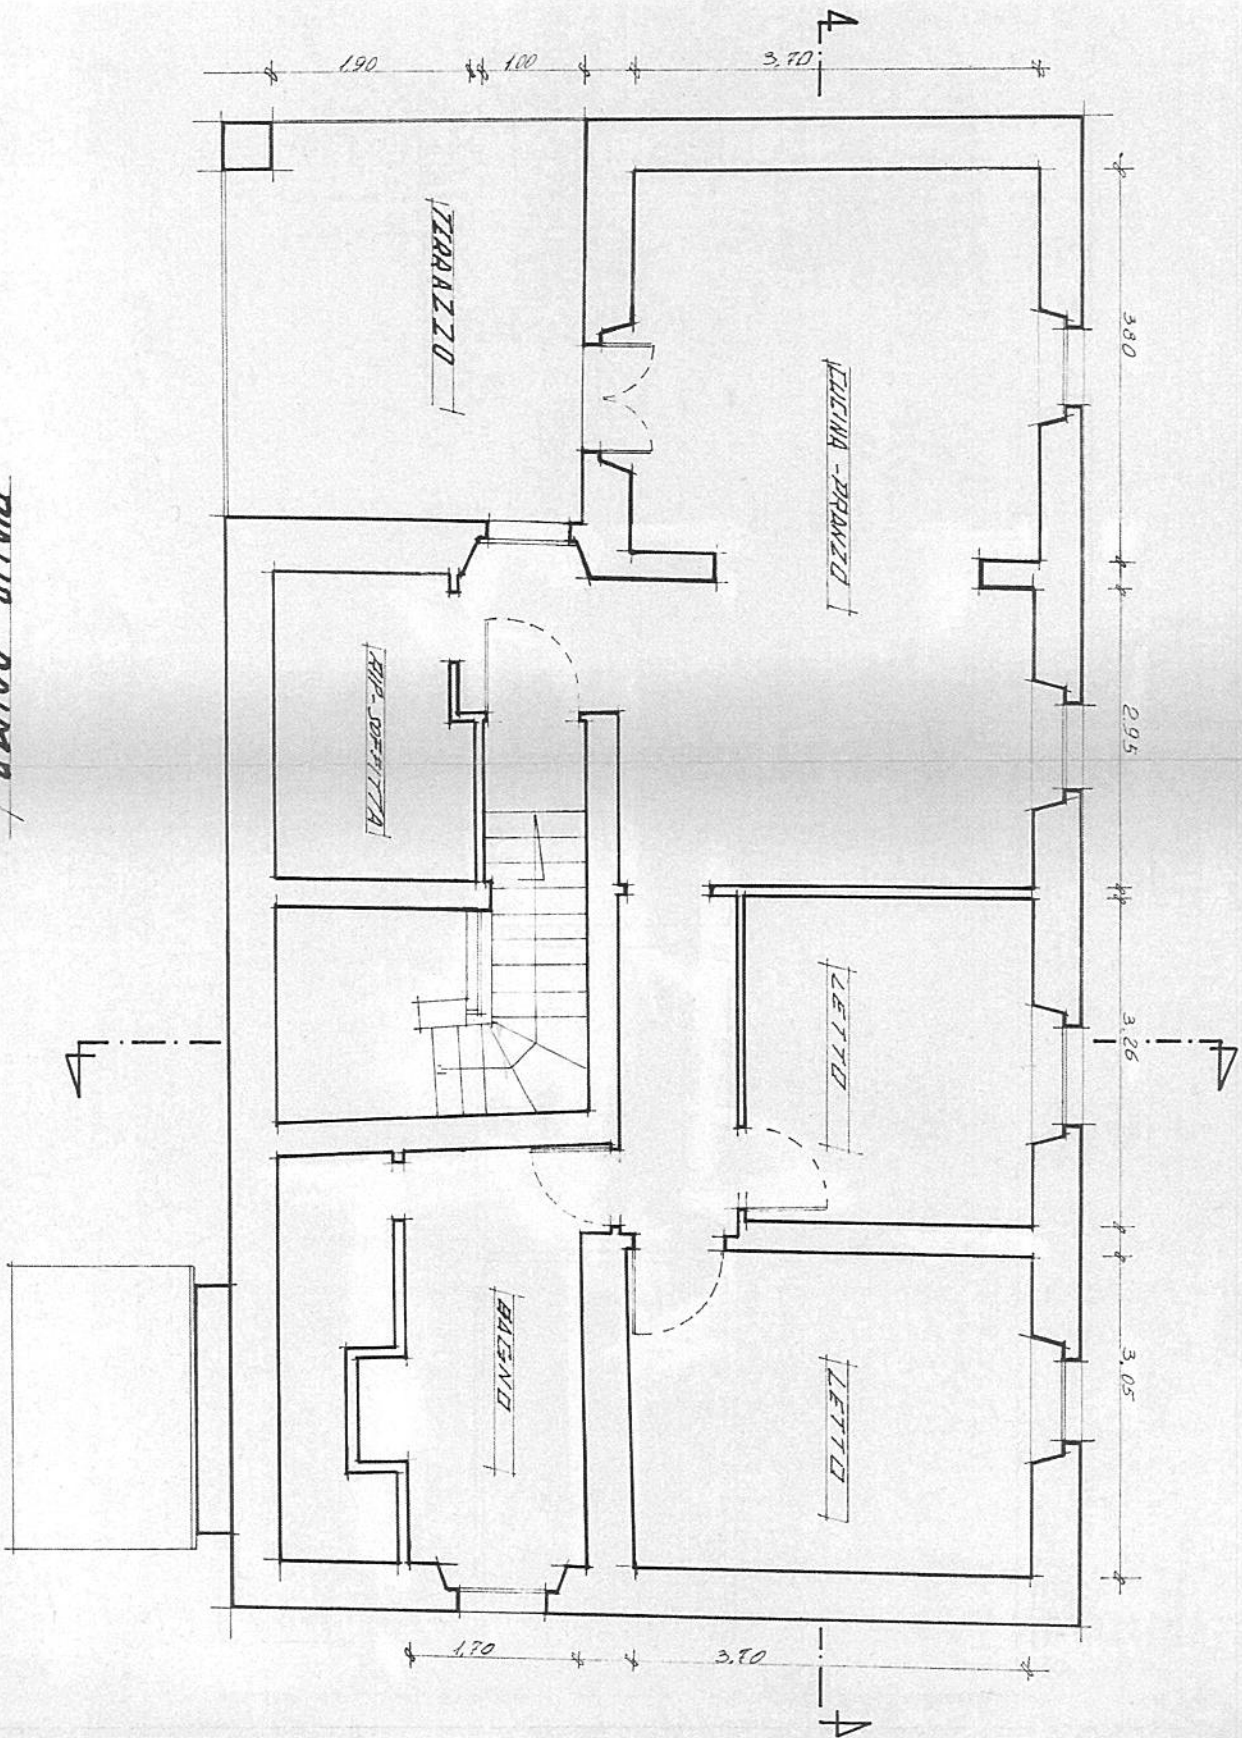 3.80
2.95
3.26
3.05
3.70
1.00
1.90
CUCINA - PRANZO
LETTO
LETTO
TERRAZZO
RIP-SOFFITTA
BAGNO
3.70
1.70